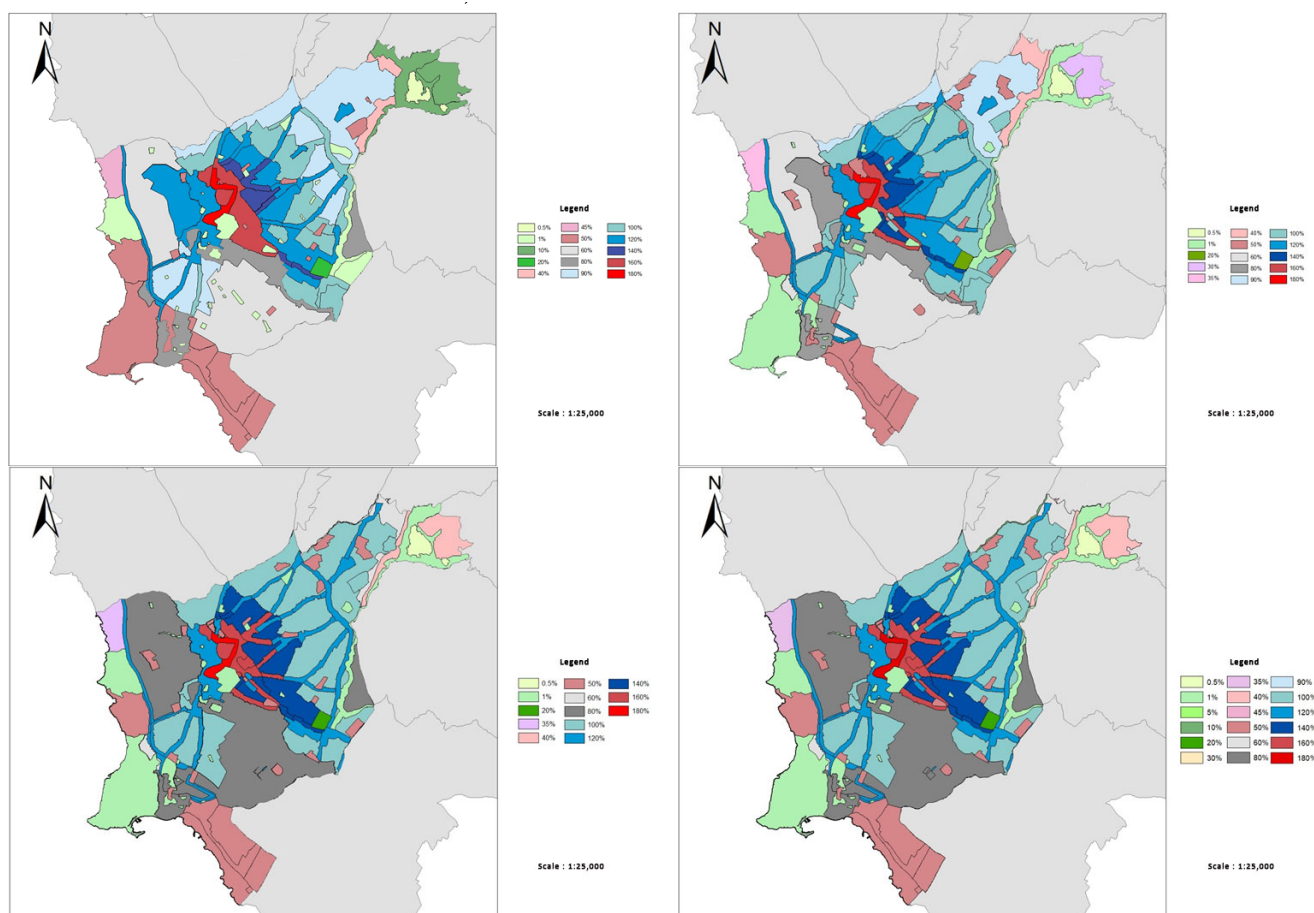 N
Legend
0.5% 45% 100%
1% 50% 120%
10% 60% 140%
20% 80% 160%
40% 90% 180%
Scale : 1:25,000
N
Legend
0.5% 40% 100%
1% 50% 120%
20% 60% 140%
30% 80% 160%
35% 90% 180%
Scale : 1:25,000
N
Legend
0.5% 50% 140%
1% 60% 160%
20% 80% 180%
35% 100%
40% 120%
Scale : 1:25,000
N
Legend
0.5% 35% 90%
1% 40% 100%
5% 45% 120%
10% 50% 140%
20% 60% 160%
30% 80% 180%
Scale : 1:25,000